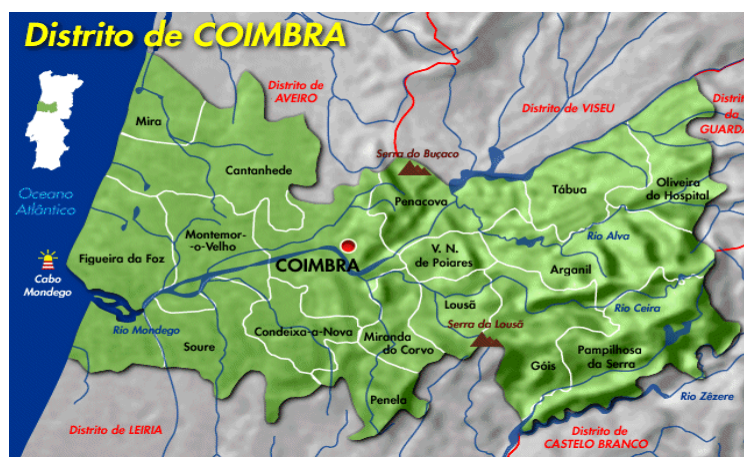 Distrito de COIMBRA
Distrito de
AVEIRO
Distrito de VISEU
Distrit
da
GUARDA
Mira
Serra do Buçaco
Cantanhede
Penacova
Tábua
Oliveira
do Hospital
Oceano
Atlântico
Montemor-
-o-Velho
Rio Alva
Figueira da Foz
V. N.
de Poiares
COIMBRA
Arganil
Cabo
Mondego
Lousã
Rio Ceira
Rio Mondego
Serra da Lousã
Condeixa-a-Nova
Miranda
do Corvo
Soure
Góis
Pampilhosa
da Serra
Penela
Rio Zêzere
Distrito de LEIRIA
Distrito de
CASTELO BRANCO